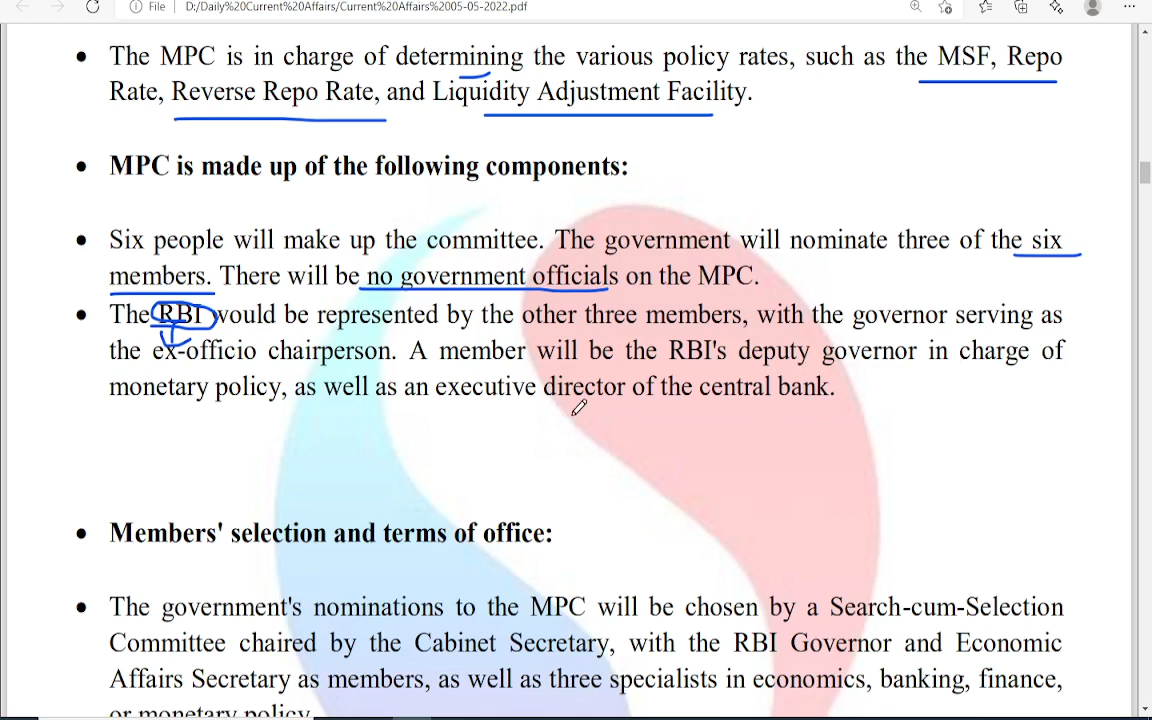 File D:/Daily%20Current%20Affairs/Current%20Affairs%2005-05-2022.pdf
• The MPC is in charge of determining the various policy rates, such as the MSF, Repo
Rate, Reverse Repo Rate, and Liquidity Adjustment Facility.
• MPC is made up of the following components:
• Six people will make up the committee. The government will nominate three of the six
members. There will be no government officials on the MPC.
• The RBI would be represented by the other three members, with the governor serving as
the ex-officio chairperson. A member will be the RBI's deputy governor in charge of
monetary policy, as well as an executive director of the central bank.
• Members' selection and terms of office:
• The government's nominations to the MPC will be chosen by a Search-cum-Selection
Committee chaired by the Cabinet Secretary, with the RBI Governor and Economic
Affairs Secretary as members, as well as three specialists in economics, banking, finance,
or monetary policy.